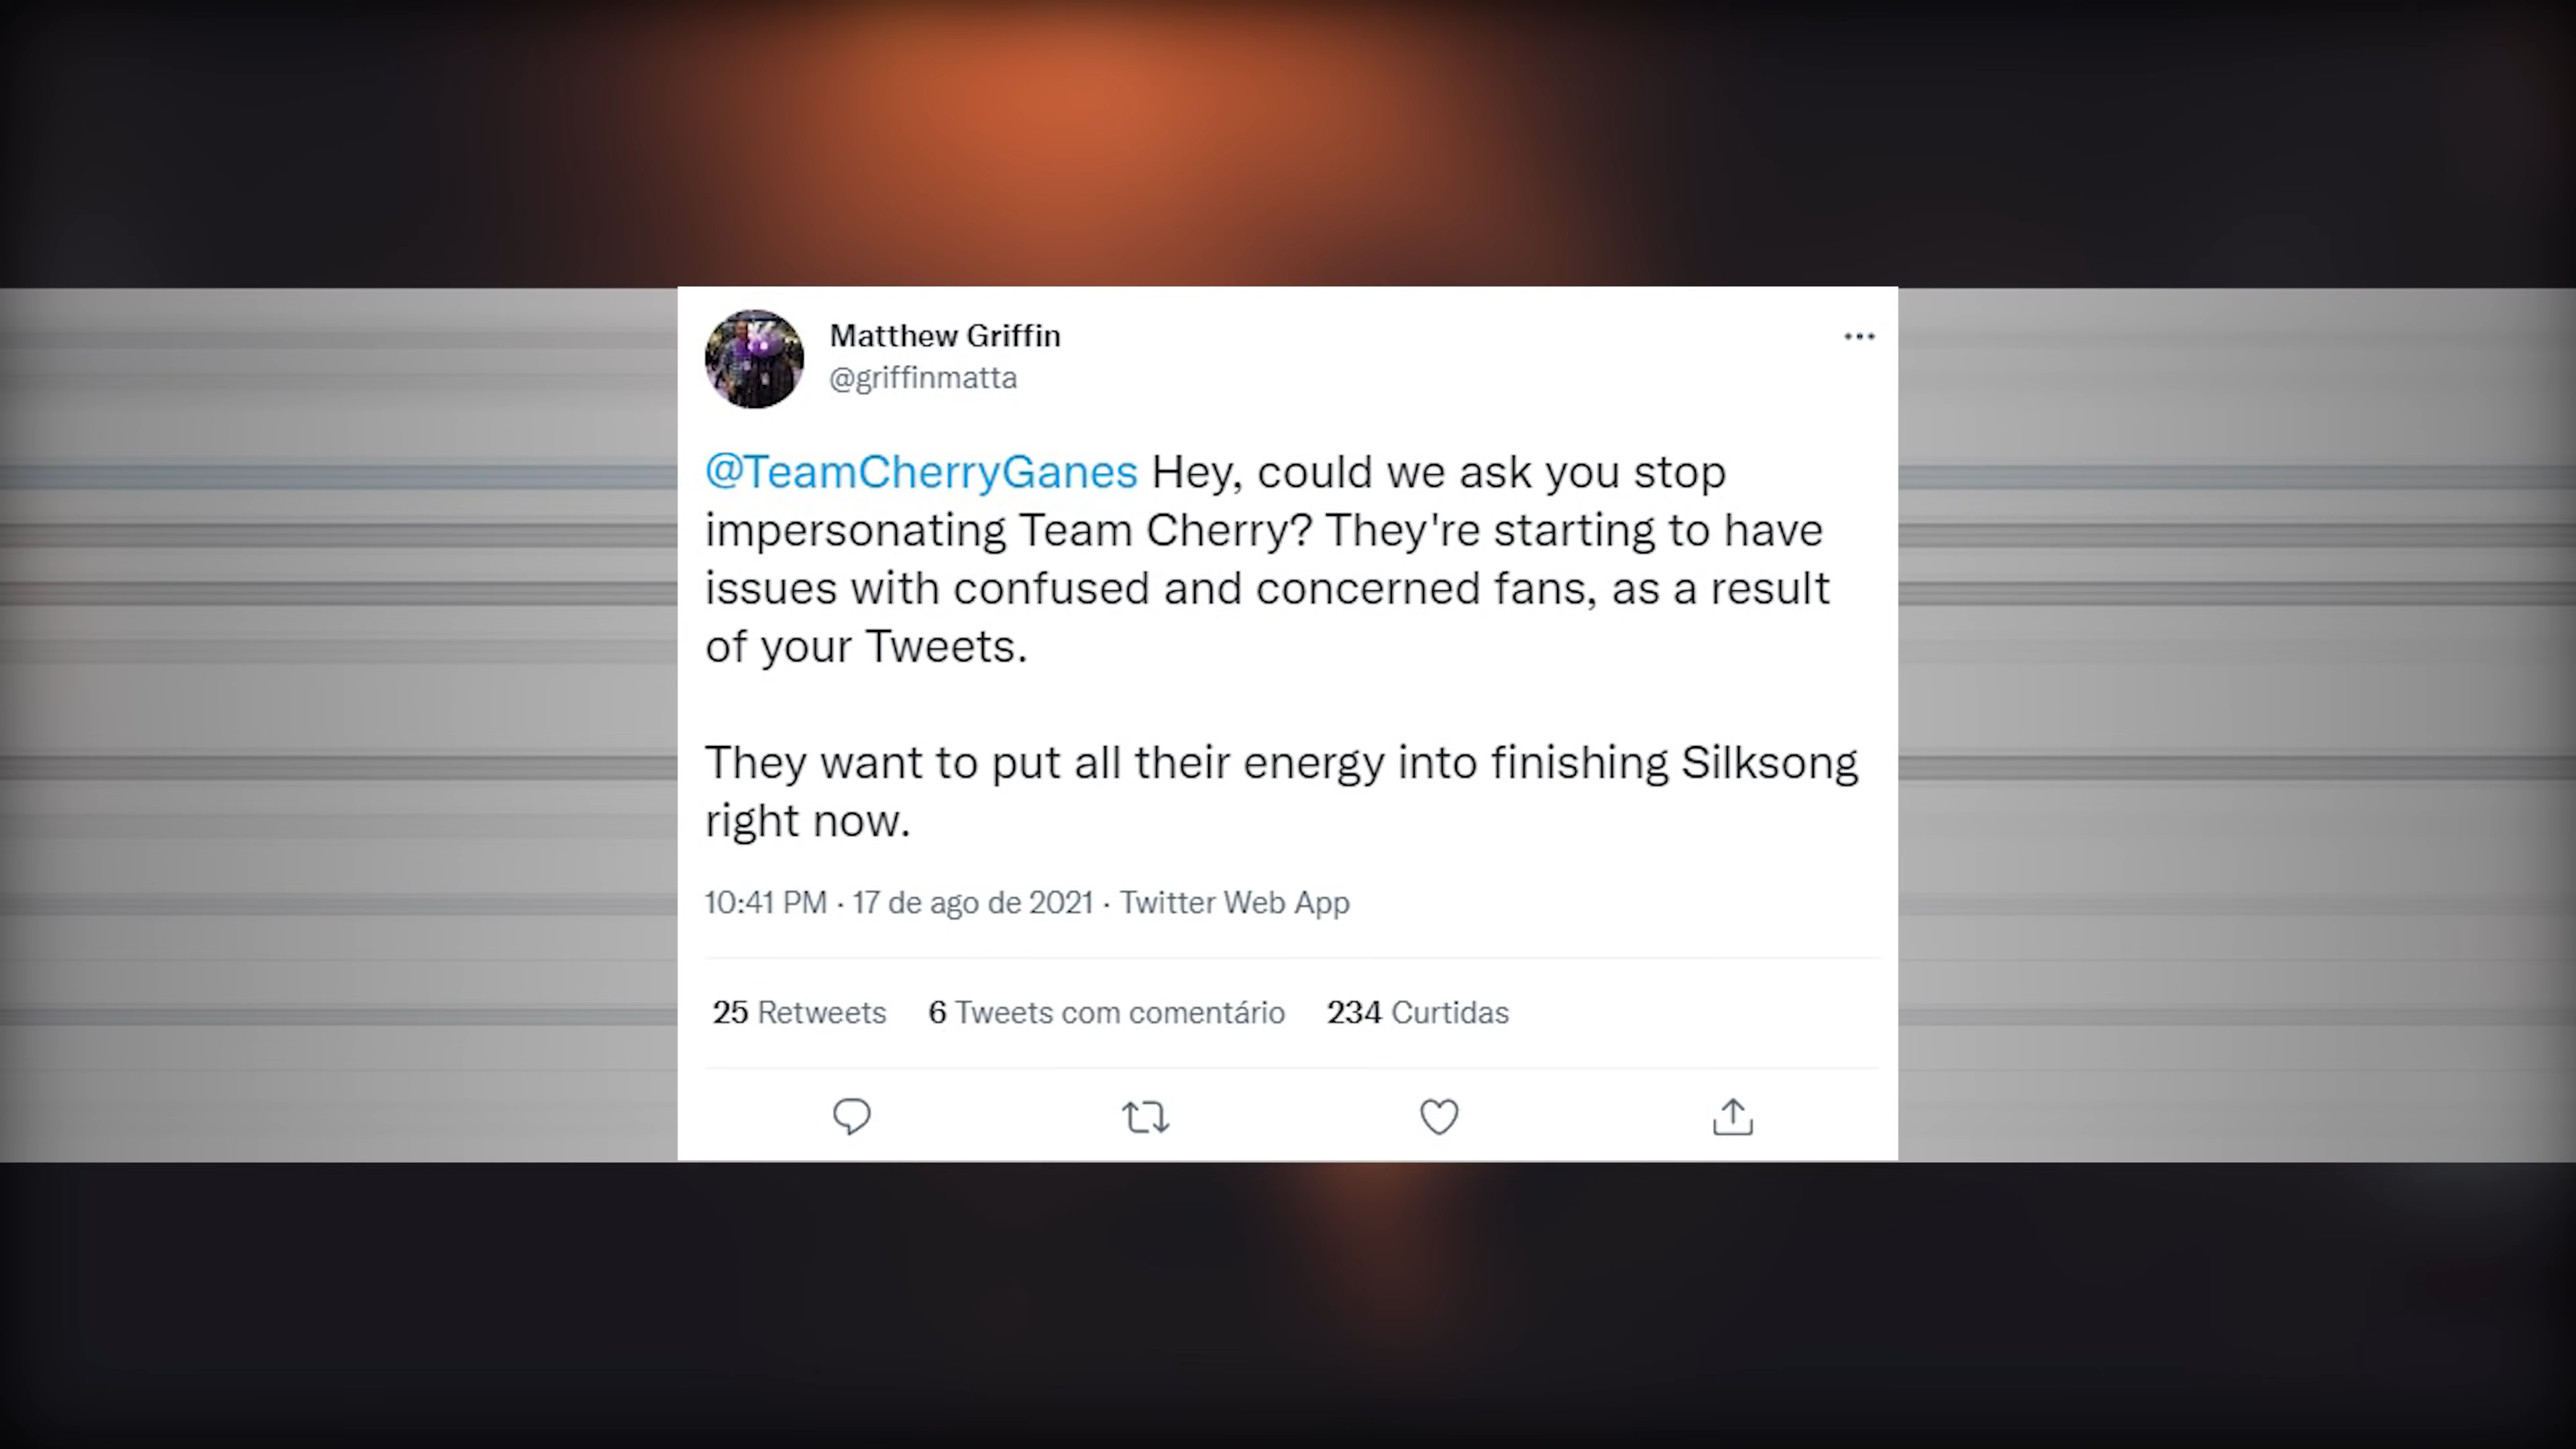 Matthew Griffin
@griffinmatta
@TeamCherryGanes Hey, could we ask you stop
impersonating Team Cherry? They're starting to have
issues with confused and concerned fans, as a result
of your Tweets.
They want to put all their energy into finishing Silksong
right now.
10:41 PM · 17 de ago de 2021 · Twitter Web App
25 Retweets 6 Tweets com comentário 234 Curtidas